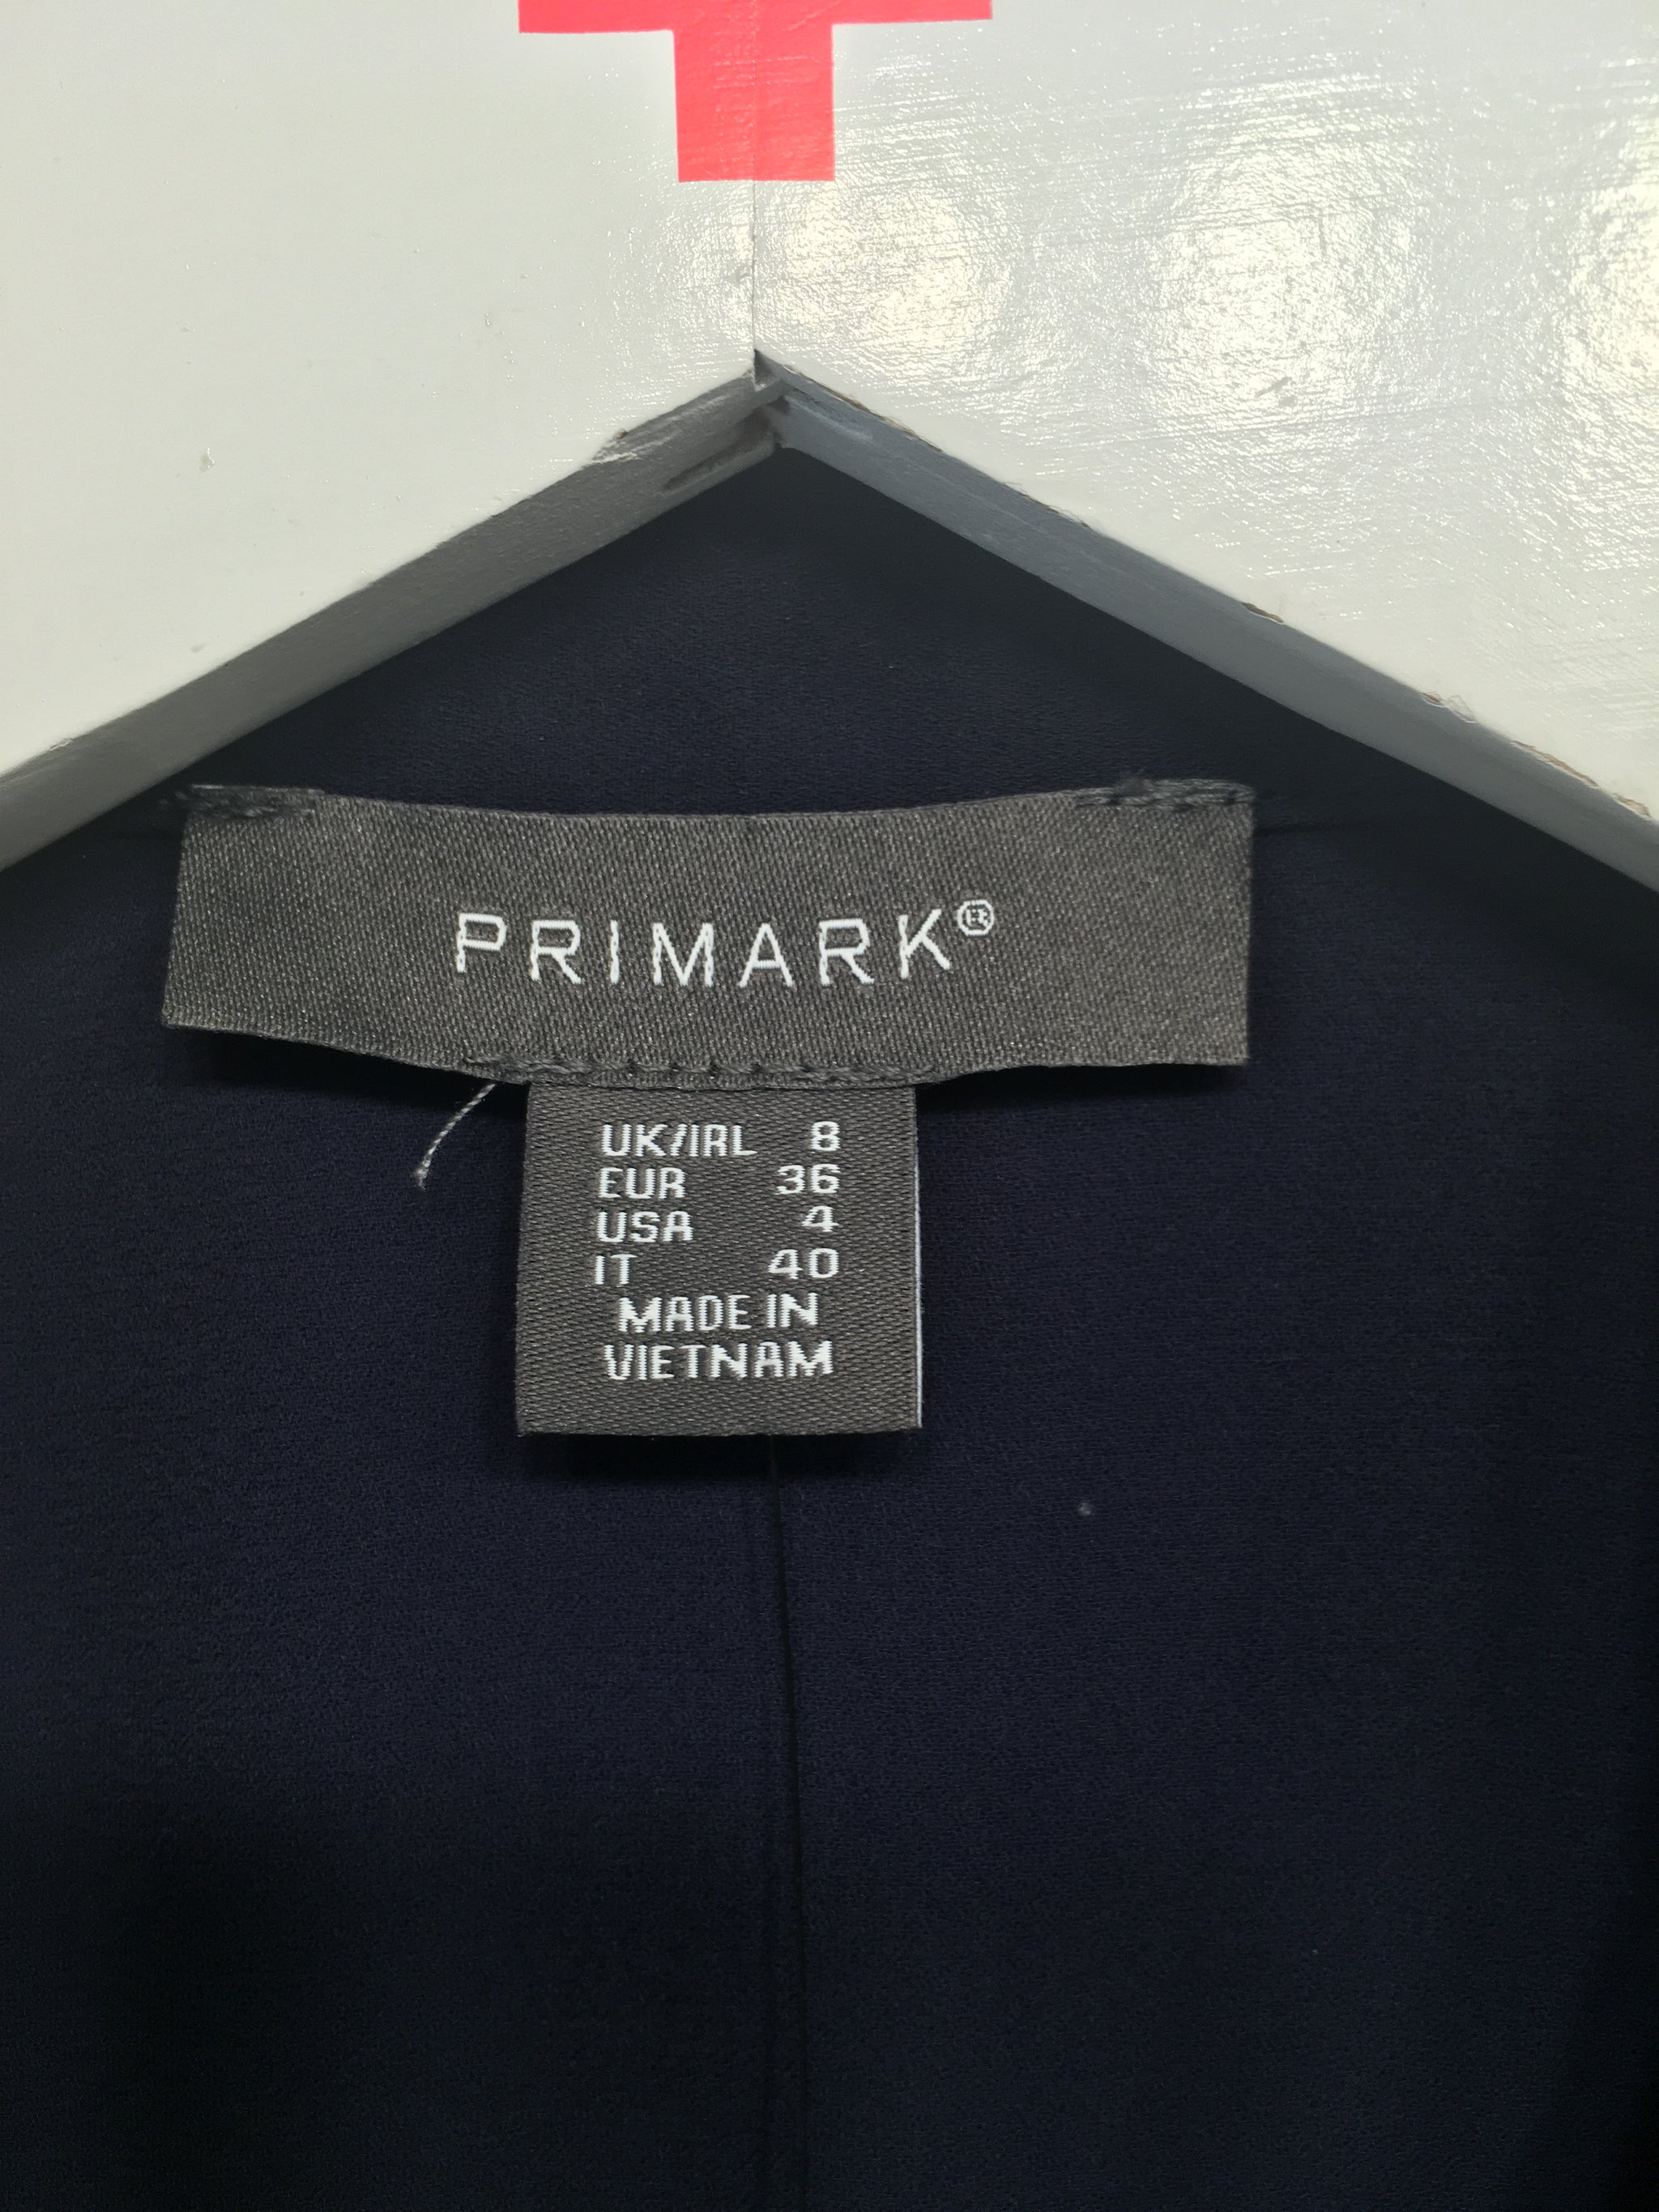 PRIMARK®
UK/IRL 8
EUR 36
USA 4
IT 40
MADE IN
VIETNAM